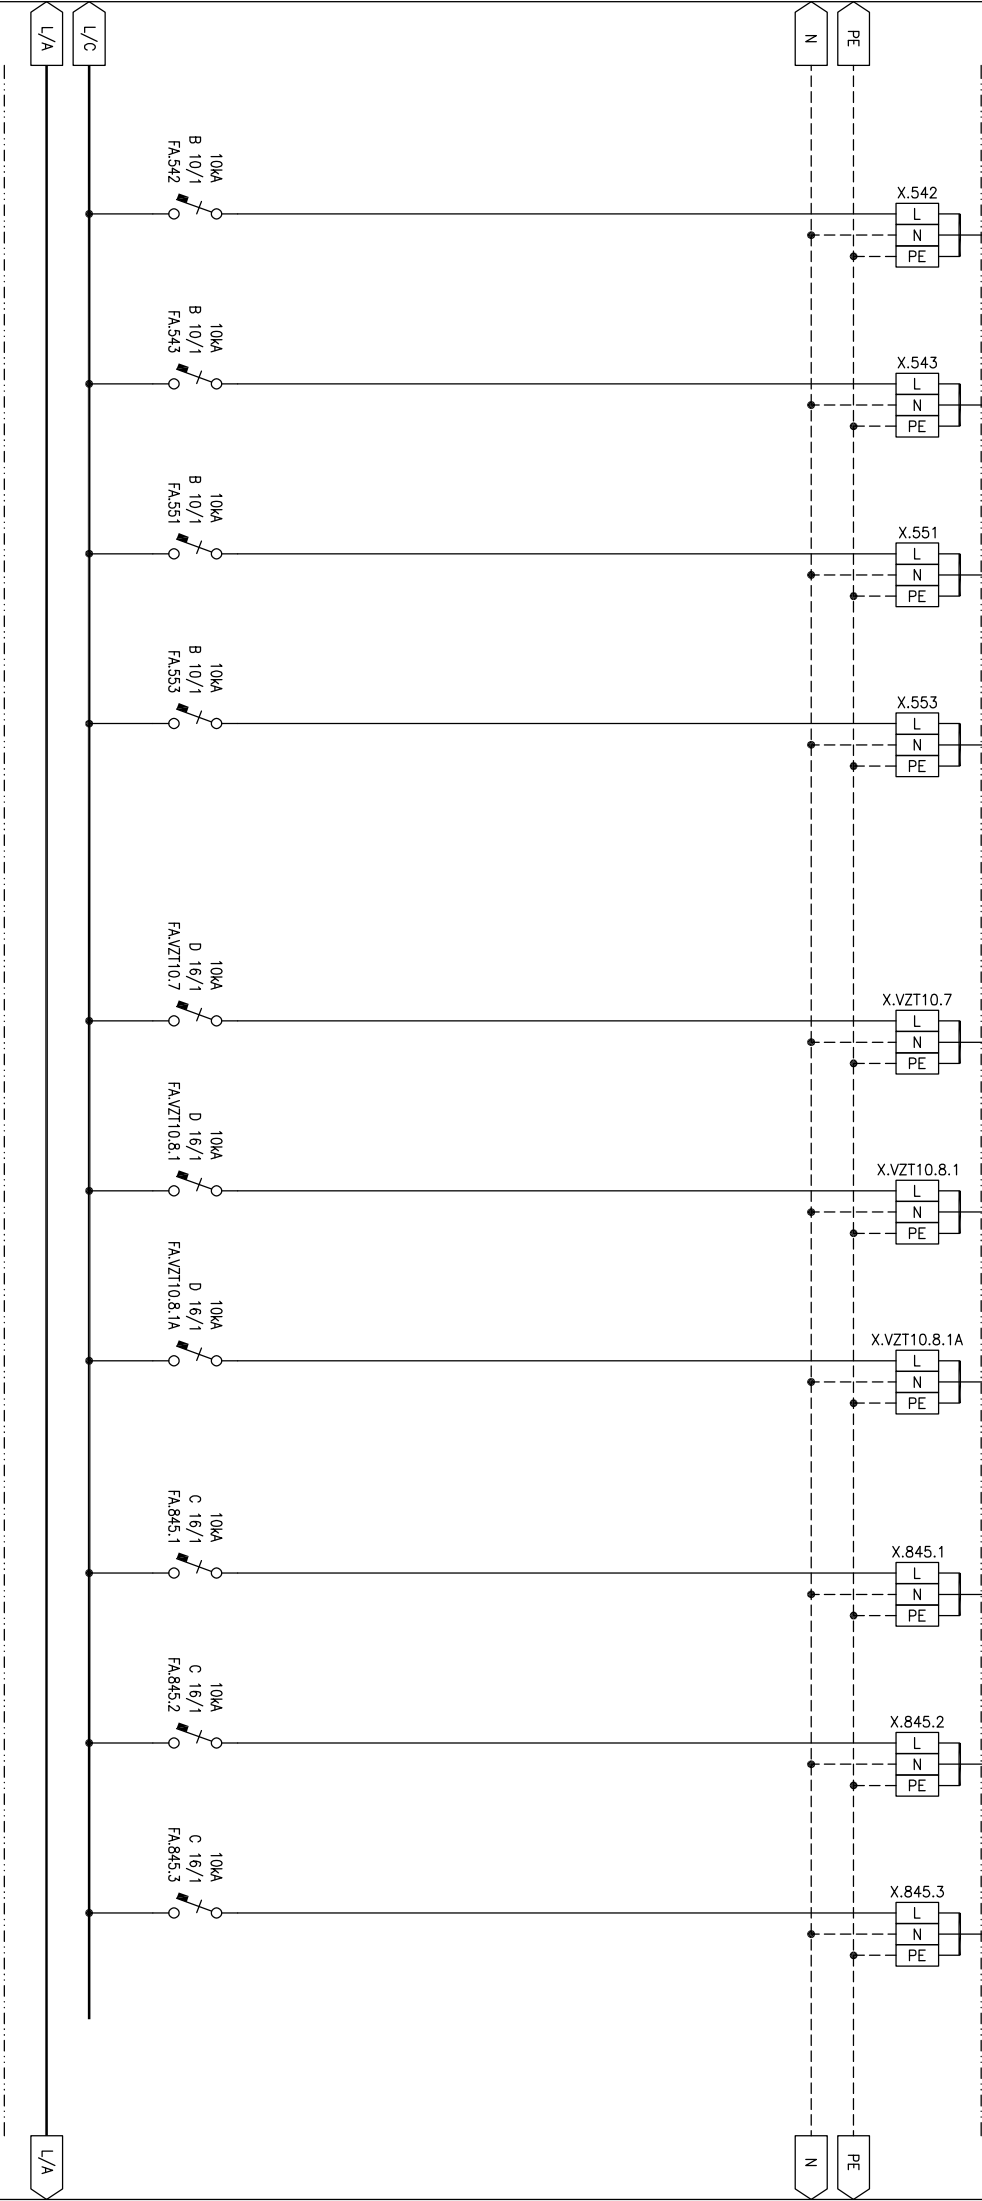 L/A
L/C
N
PE
10kA
B 10/1
FA.542
X.542
L
N
PE
10kA
B 10/1
FA.543
X.543
L
N
PE
10kA
B 10/1
FA.551
X.551
L
N
PE
10kA
B 10/1
FA.553
X.553
L
N
PE
10kA
D 16/1
FA.VZT10.7
X.VZT10.7
L
N
PE
10kA
D 16/1
FA.VZT10.8.1
X.VZT10.8.1
L
N
PE
10kA
D 16/1
FA.VZT10.8.1A
X.VZT10.8.1A
L
N
PE
10kA
C 16/1
FA.845.1
X.845.1
L
N
PE
10kA
C 16/1
FA.845.2
X.845.2
L
N
PE
10kA
C 16/1
FA.845.3
X.845.3
L
N
PE
L/A
N
PE